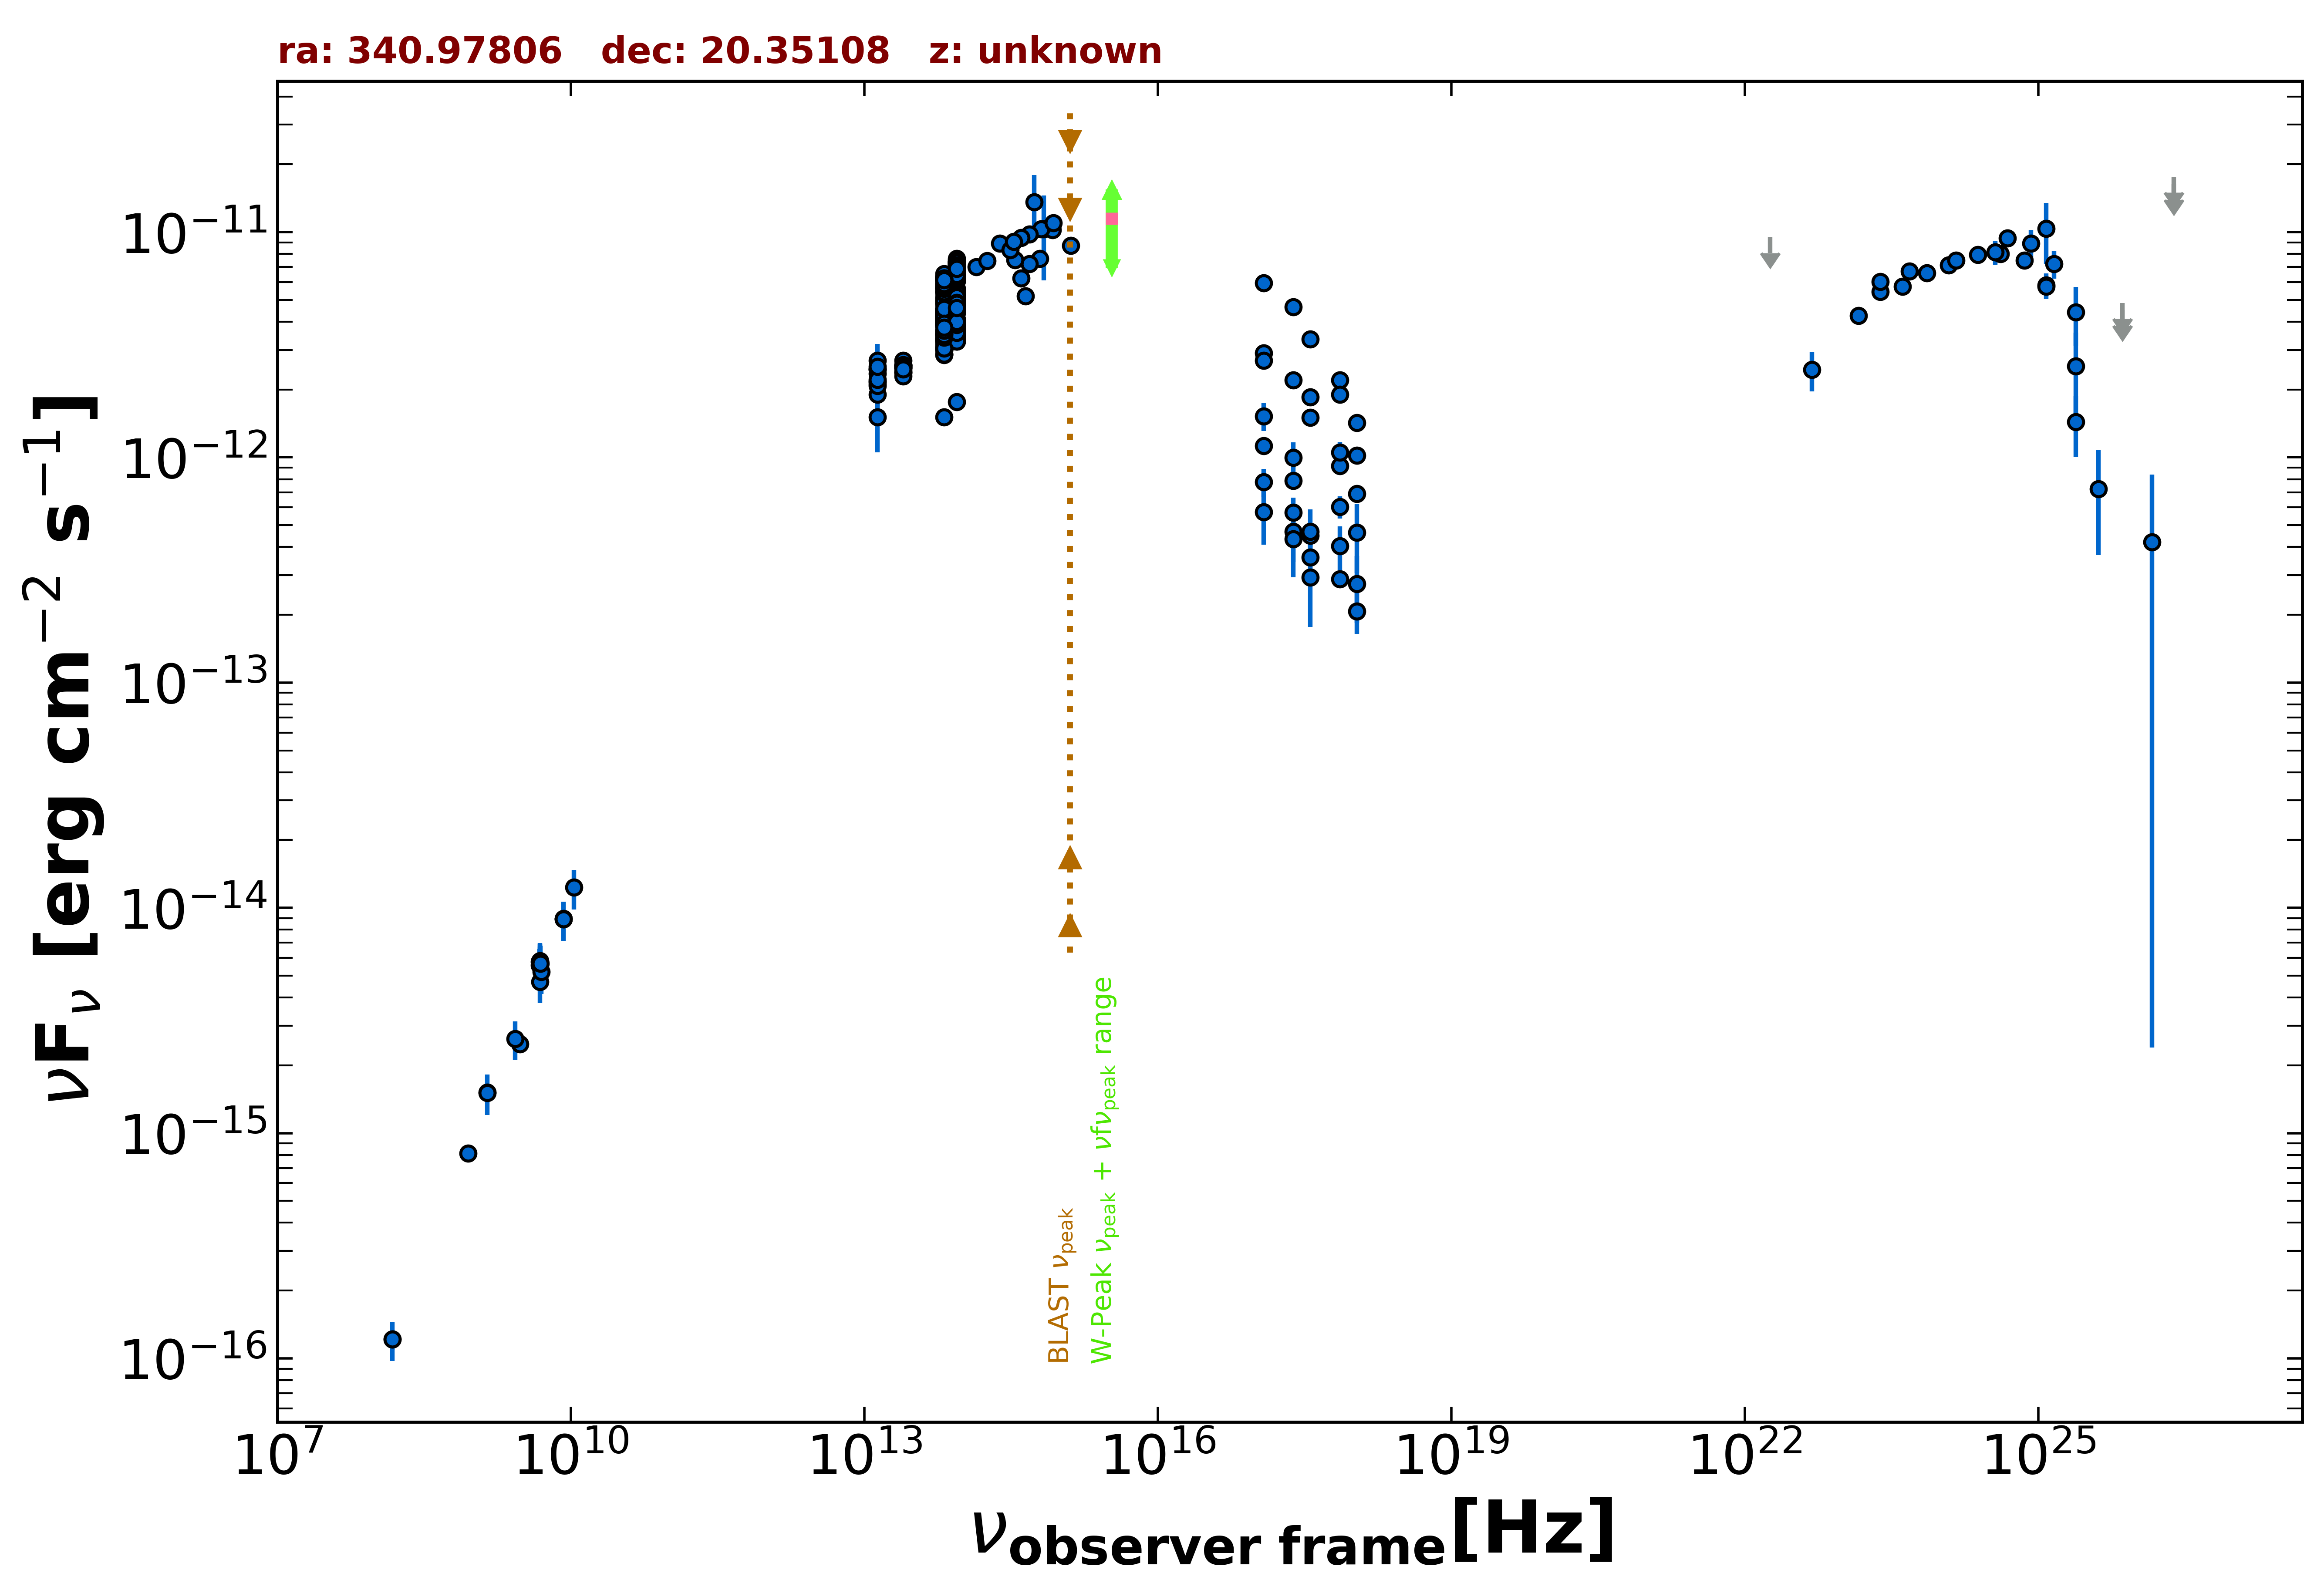 ra: 340.97806   dec: 20.35108   z: unknown
νFν [erg cm−2 s−1]
10−11
10−12
10−13
10−14
10−15
10−16
BLAST νpeak
W-Peak νpeak + νfνpeak range
107 1010 1013 1016 1019 1022 1025
νobserver frame[Hz]